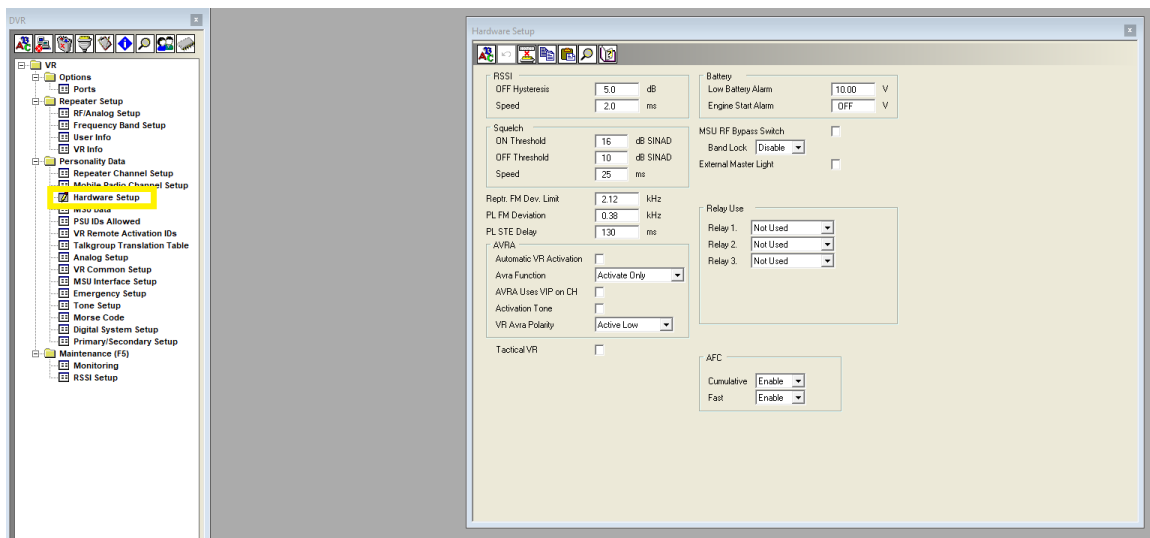 DVR
VR
Options
Ports
Repeater Setup
RF/Analog Setup
Frequency Band Setup
User Info
VR Info
Personality Data
Repeater Channel Setup
Mobile Radio Channel Setup
Hardware Setup
MSU Data
PSU IDs Allowed
VR Remote Activation IDs
Talkgroup Translation Table
Analog Setup
VR Common Setup
MSU Interface Setup
Emergency Setup
Tone Setup
Morse Code
Digital System Setup
Primary/Secondary Setup
Maintenance (F5)
Monitoring
RSSI Setup
Hardware Setup
RSSI
OFF Hysteresis 5.0 dB
Speed 2.0 ms
Squelch
ON Threshold 16 dB SINAD
OFF Threshold 10 dB SINAD
Speed 25 ms
Reptr. FM Dev. Limit 2.12 kHz
PL FM Deviation 0.38 kHz
PL STE Delay 130 ms
AVRA
Automatic VR Activation
Avra Function Activate Only
AVRA Uses VIP on CH
Activation Tone
VR Avra Polarity Active Low
Tactical VR
Battery
Low Battery Alarm 10.00 V
Engine Start Alarm OFF V
MSU RF Bypass Switch
Band Lock Disable
External Master Light
Relay Use
Relay 1. Not Used
Relay 2. Not Used
Relay 3. Not Used
AFC
Cumulative Enable
Fast Enable